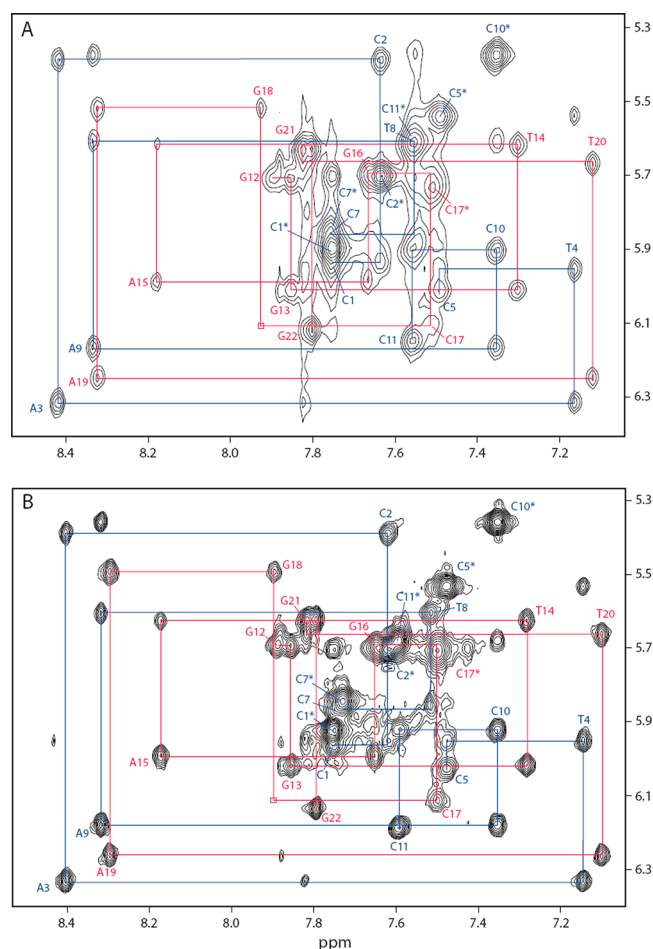 A
5.3
C2
C10*
G18
C11*
C5*
5.5
T8
G21
G16
T14
T20
G12
5.7
C7*
C2*
C17*
C7
C1*
C10
5.9
T4
A15
G13
C1
C5
6.1
A9
G22
C11
C17
A19
A3
6.3
8.4 8.2 8.0 7.8 7.6 7.4 7.2
B
5.3
C2
C10*
G18
C5*
5.5
G21
C11*
T8
G12
G16
T14
T20
5.7
C2*
C17*
C7*
C7
C1*
C10
T4
5.9
A15
C1
G13
C5
6.1
G22
C17
A9
C11
A19
A3
6.3
8.4 8.2 8.0 7.8 7.6 7.4 7.2
ppm